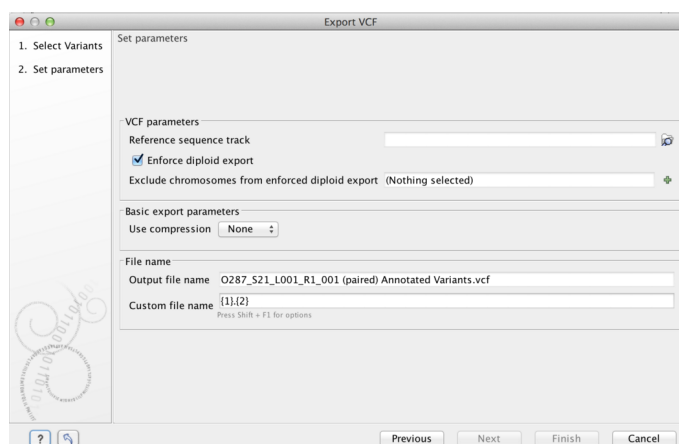 Export VCF
1. Select Variants
2. Set parameters
Set parameters
VCF parameters
Reference sequence track
Enforce diploid export
Exclude chromosomes from enforced diploid export (Nothing selected)
Basic export parameters
Use compression None
File name
Output file name O287_S21_L001_R1_001 (paired) Annotated Variants.vcf
Custom file name {1}.{2}
Press Shift + F1 for options
? Previous Next Finish Cancel